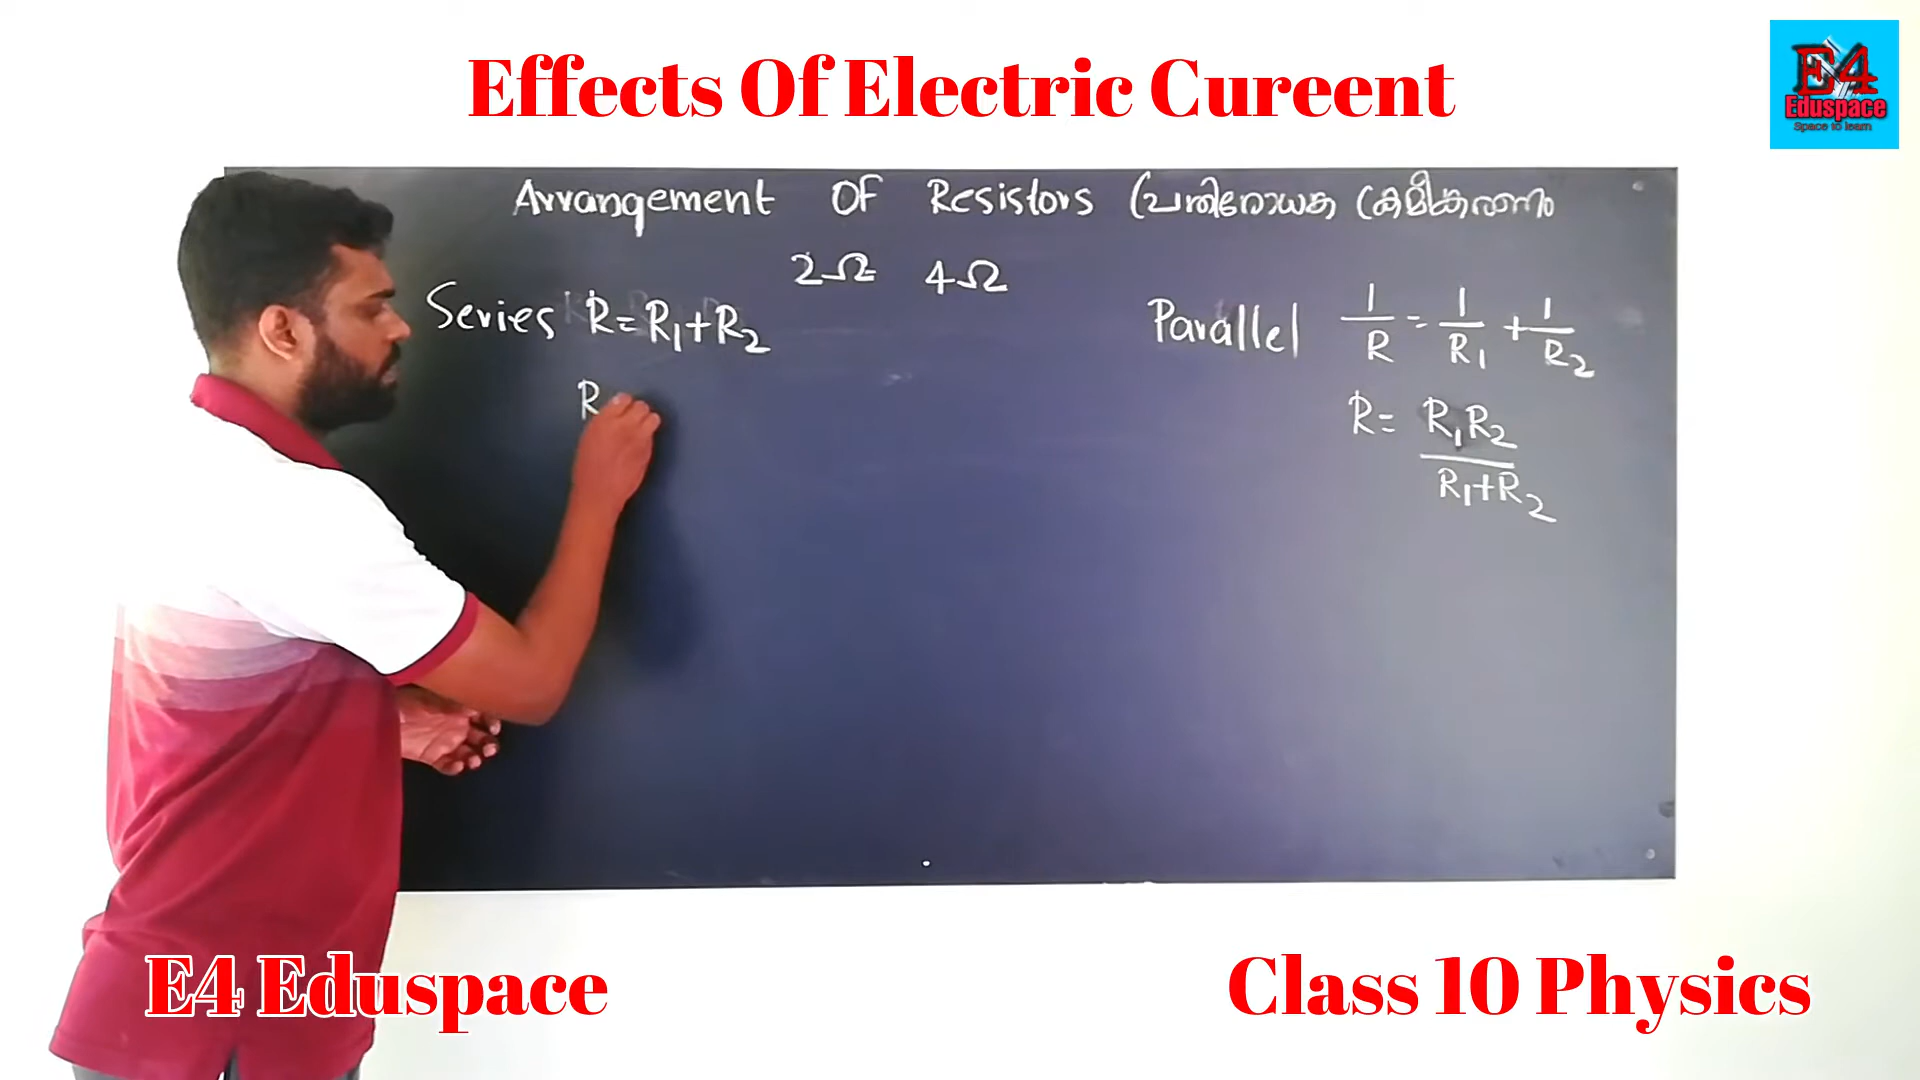 Effects Of Electric Cureent
E4
Eduspace
Space to learn
Arrangement Of Resistors (പ്രതിരോധക ക്രമീകരണം
2Ω 4Ω
Series R=R₁+R₂
R
Parallel 1/R = 1/R₁ + 1/R₂
R= R₁R₂/R₁+R₂
E4 Eduspace
Class 10 Physics